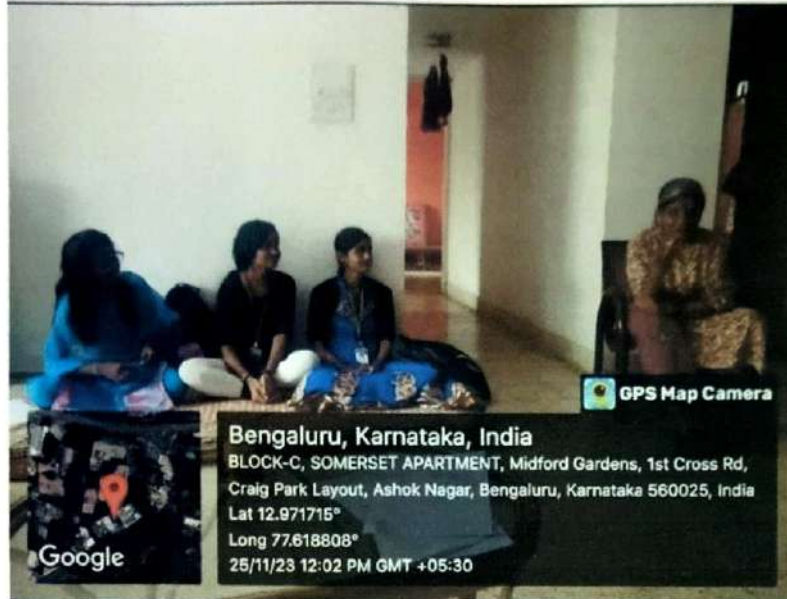 GPS Map Camera
Bengaluru, Karnataka, India
BLOCK-C, SOMERSET APARTMENT, Midford Gardens, 1st Cross Rd,
Craig Park Layout, Ashok Nagar, Bengaluru, Karnataka 560025, India
Lat 12.971715°
Long 77.618808°
25/11/23 12:02 PM GMT +05:30
Google